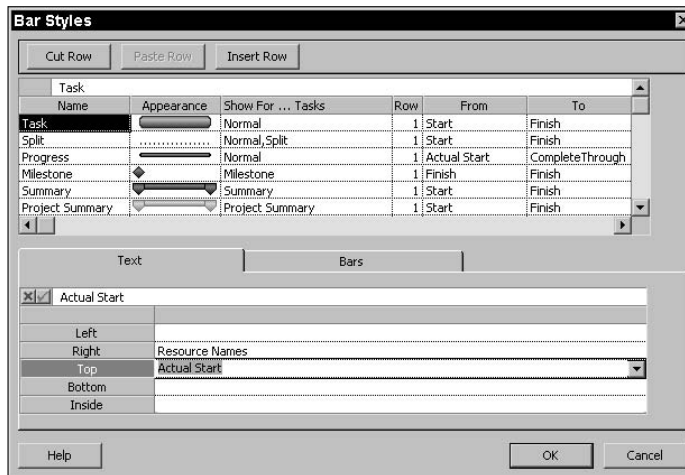 Bar Styles
Cut Row Paste Row Insert Row
Task
Name Appearance Show For ... Tasks Row From To
Task Normal 1 Start Finish
Split Normal,Split 1 Start Finish
Progress Normal 1 Actual Start CompleteThrough
Milestone Milestone 1 Finish Finish
Summary Summary 1 Start Finish
Project Summary Project Summary 1 Start Finish
Text Bars
Actual Start
Left
Right Resource Names
Top Actual Start
Bottom
Inside
Help OK Cancel